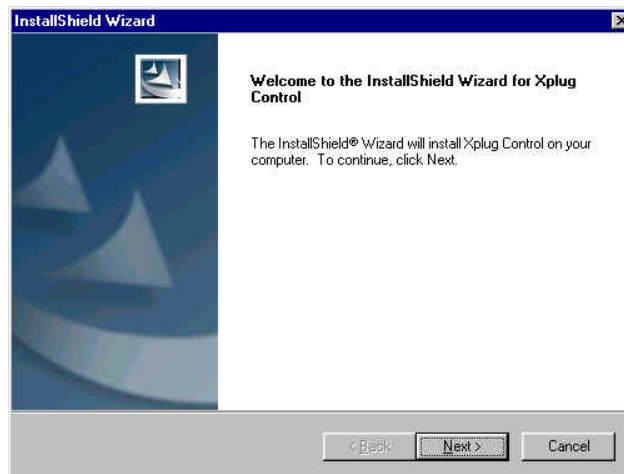 InstallShield Wizard
Welcome to the InstallShield Wizard for Xplug
Control
The InstallShield® Wizard will install Xplug Control on your
computer. To continue, click Next.
< Back
Next >
Cancel